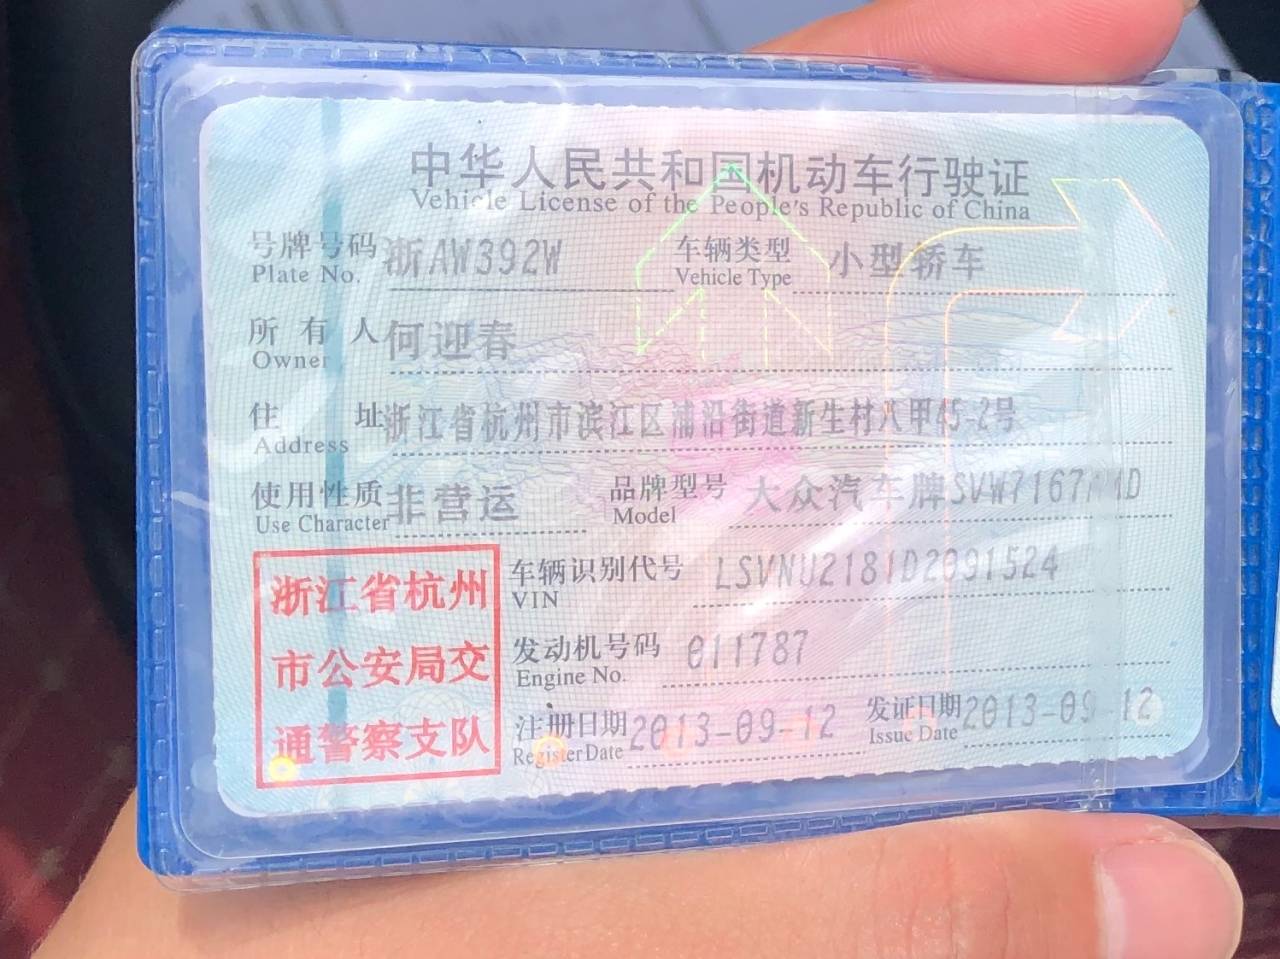 中华人民共和国机动车行驶证
Vehicle License of the People's Republic of China
号牌号码 浙AW392W 车辆类型 小型轿车
Plate No. Vehicle Type
所有人 何迎春
Owner
住址 浙江省杭州市滨江区浦沿街道新生村八甲45-2号
Address
使用性质 非营运 品牌型号 大众汽车牌
Use Character Model
浙江省杭州
市公安局交
通警察支队
车辆识别代号 LSVNU2181D2091524
VIN
发动机号码 011787
Engine No.
注册日期 2013-09-12 发证日期 2013-09-12
Register Date Issue Date